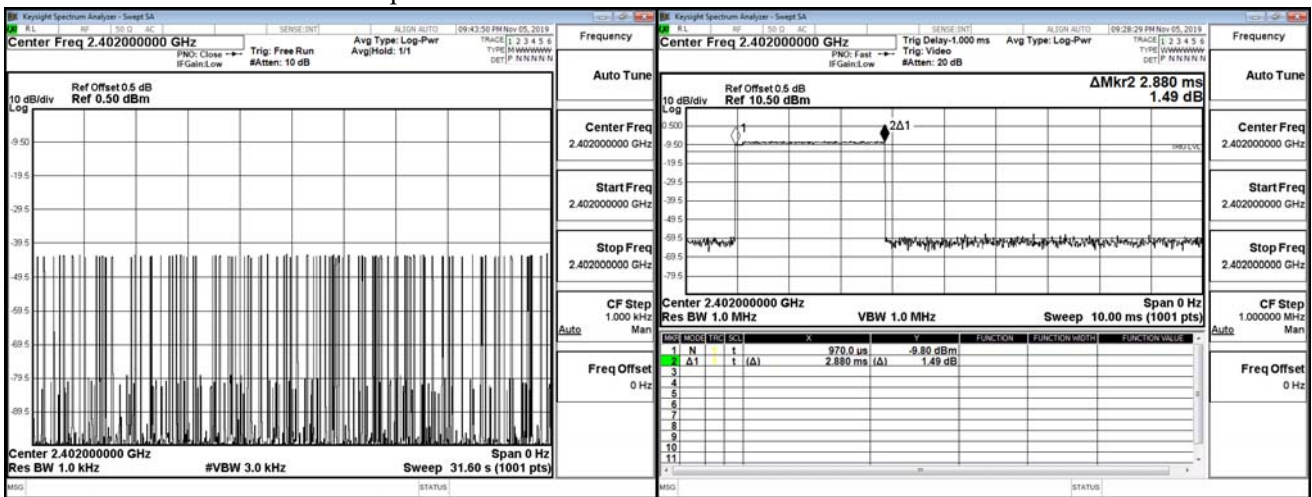 Keysight Spectrum Analyzer - Swept SA
RL RF 50 Ω AC SENSE:INT ALIGN AUTO 09:43:50 PM Nov 05, 2019
Center Freq 2.402000000 GHz
PNO: Close
IFGain:Low
Trig: Free Run
#Atten: 10 dB
Avg Type: Log-Pwr
Avg|Hold: 1/1
TRACE 1 2 3 4 5 6
TYPE MWWWWW
DET P N N N N N
Ref Offset 0.5 dB
10 dB/div Ref 0.50 dBm
Log
-9.50
-19.5
-29.5
-39.5
-49.5
-59.5
-69.5
-79.5
-89.5
Center 2.402000000 GHz Span 0 Hz
Res BW 1.0 kHz #VBW 3.0 kHz Sweep 31.60 s (1001 pts)
MSG STATUS
Frequency
Auto Tune
Center Freq
2.402000000 GHz
Start Freq
2.402000000 GHz
Stop Freq
2.402000000 GHz
CF Step
1.000 kHz
Auto Man
Freq Offset
0 Hz
Keysight Spectrum Analyzer - Swept SA
RL RF 50 Ω AC SENSE:INT ALIGN AUTO 09:28:29 PM Nov 05, 2019
Center Freq 2.402000000 GHz
PNO: Fast
IFGain:Low
Trig Delay-1.000 ms
Trig: Video
#Atten: 20 dB
Avg Type: Log-Pwr
TRACE 1 2 3 4 5 6
TYPE WWWWWW
DET P N N N N N
ΔMkr2 2.880 ms
1.49 dB
Ref Offset 0.5 dB
10 dB/div Ref 10.50 dBm
Log
0.500
-9.50
-19.5
-29.5
-39.5
-49.5
-59.5
-69.5
-79.5
1
2Δ1
TRIG LVL
Center 2.402000000 GHz Span 0 Hz
Res BW 1.0 MHz VBW 1.0 MHz Sweep 10.00 ms (1001 pts)
MKR MODE TRC SCL X Y FUNCTION FUNCTION WIDTH FUNCTION VALUE
1 N t 970.0 µs -9.80 dBm
2 Δ1 t (Δ) 2.880 ms (Δ) 1.49 dB
3
4
5
6
7
8
9
10
11
MSG STATUS
Frequency
Auto Tune
Center Freq
2.402000000 GHz
Start Freq
2.402000000 GHz
Stop Freq
2.402000000 GHz
CF Step
1.000000 MHz
Auto Man
Freq Offset
0 Hz